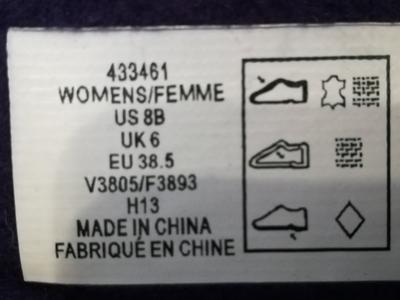 433461
WOMENS/FEMME
US 8B
UK 6
EU 38.5
V3805/F3893
H13
MADE IN CHINA
FABRIQUÉ EN CHINE